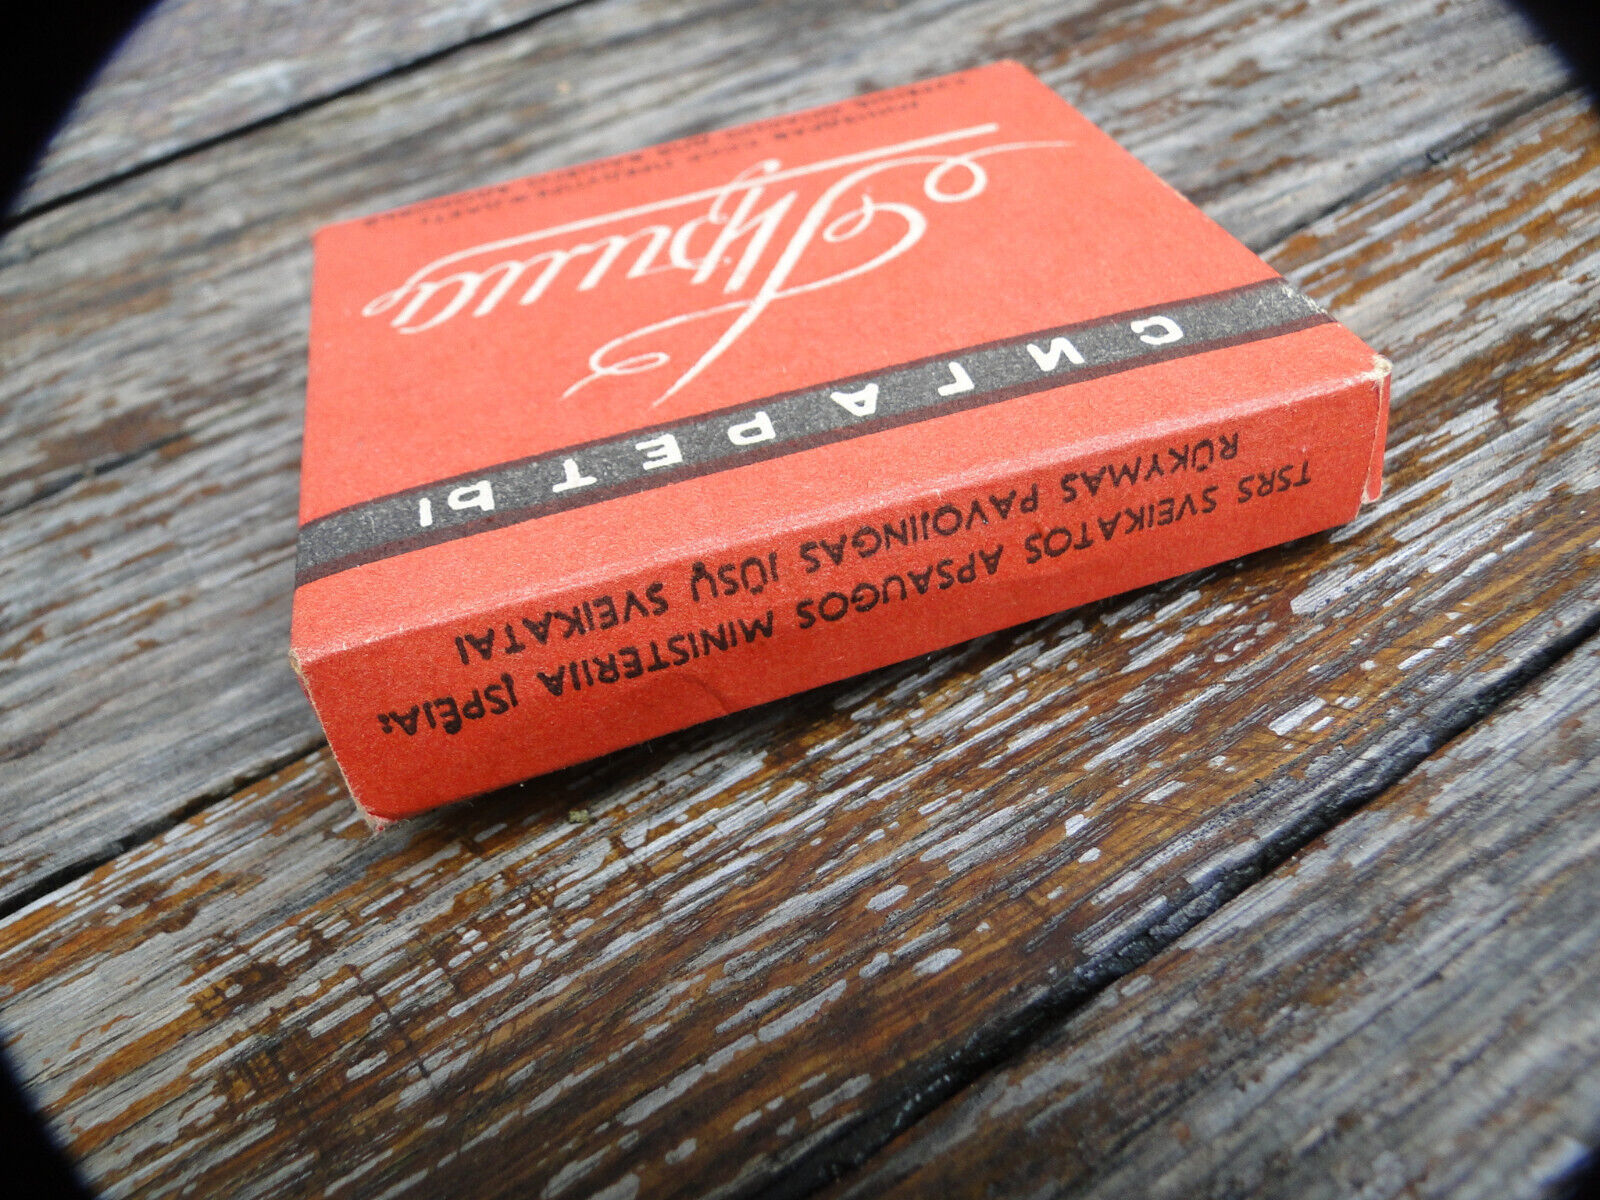 СИГАРЕТЫ
Прима
TSRS SVEIKATOS APSAUGOS MINISTERIJA ĮSPĖJA:
RŪKYMAS PAVOJINGAS JŪSŲ SVEIKATAI